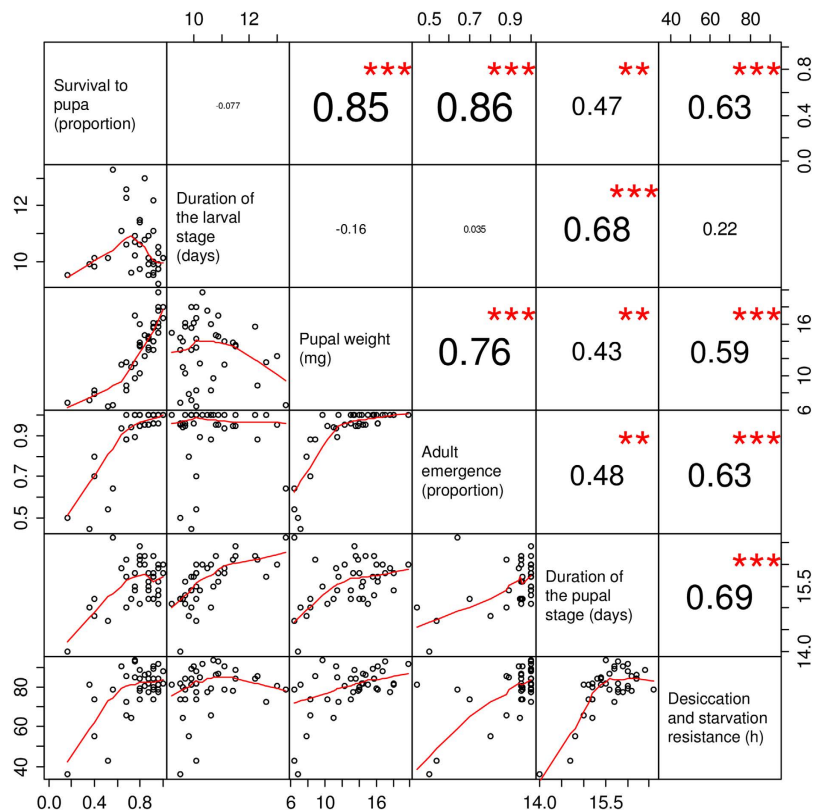 10 12
0.5 0.7 0.9
40 60 80
Survival to
pupa
(proportion)
-0.077
***
0.85
***
0.86
**
0.47
***
0.63
0.0 0.4 0.8
10 12
Duration of
the larval
stage
(days)
-0.16
0.035
***
0.68
0.22
Pupal weight
(mg)
***
0.76
**
0.43
***
0.59
6 10 16
0.5 0.7 0.9
Adult
emergence
(proportion)
**
0.48
***
0.63
Duration of
the pupal
stage (days)
***
0.69
14.0 15.5
40 60 80
Desiccation
and starvation
resistance (h)
0.0 0.4 0.8
6 10 16
14.0 15.5